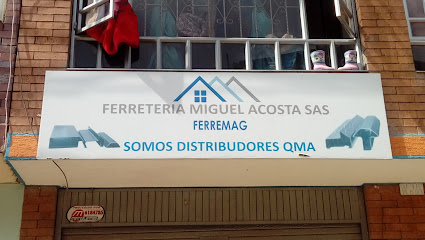 FERRETERIA MIGUEL ACOSTA SAS
FERREMAG
SOMOS DISTRIBUDORES QMA